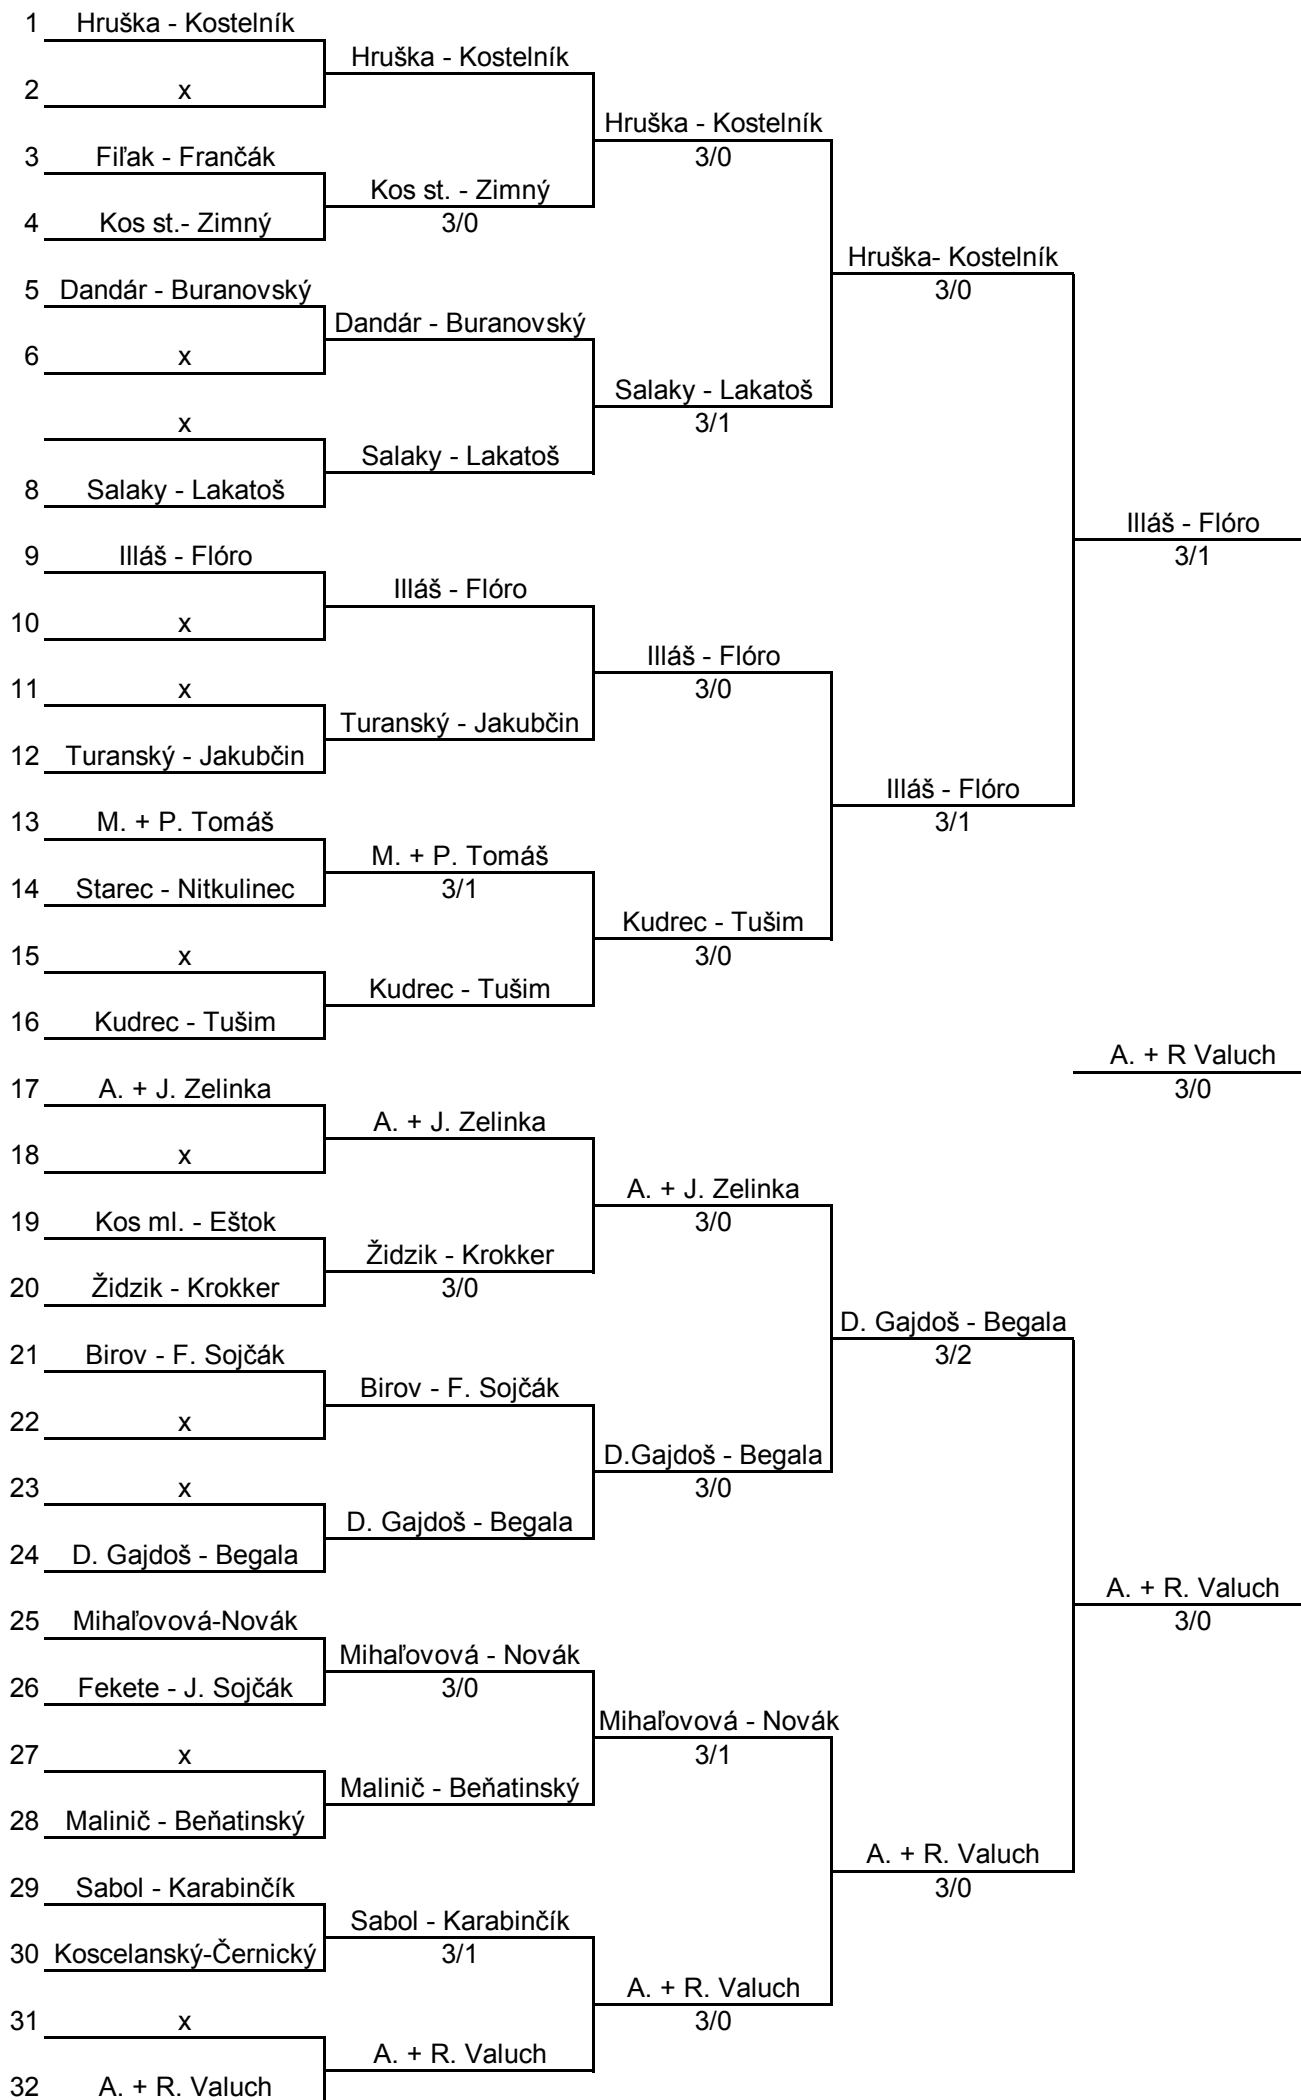 1 Hruška - Kostelník
Hruška - Kostelník
2 x
Hruška - Kostelník
3 Fiľak - Frančák
3/0
Kos st. - Zimný
4 Kos st.- Zimný
3/0
Hruška- Kostelník
5 Dandár - Buranovský
3/0
Dandár - Buranovský
6 x
Salaky - Lakatoš
x
3/1
Salaky - Lakatoš
8 Salaky - Lakatoš
Illáš - Flóro
9 Illáš - Flóro
3/1
Illáš - Flóro
10 x
Illáš - Flóro
11 x
3/0
Turanský - Jakubčin
12 Turanský - Jakubčin
Illáš - Flóro
13 M. + P. Tomáš
3/1
M. + P. Tomáš
14 Starec - Nitkulinec
3/1
Kudrec - Tušim
15 x
3/0
Kudrec - Tušim
16 Kudrec - Tušim
A. + R Valuch
17 A. + J. Zelinka
3/0
A. + J. Zelinka
18 x
A. + J. Zelinka
19 Kos ml. - Eštok
3/0
Židzik - Krokker
20 Židzik - Krokker
3/0
D. Gajdoš - Begala
21 Birov - F. Sojčák
3/2
Birov - F. Sojčák
22 x
D.Gajdoš - Begala
23 x
3/0
D. Gajdoš - Begala
24 D. Gajdoš - Begala
A. + R. Valuch
25 Mihaľovová-Novák
3/0
Mihaľovová - Novák
26 Fekete - J. Sojčák
3/0
Mihaľovová - Novák
27 x
3/1
Malinič - Beňatinský
28 Malinič - Beňatinský
A. + R. Valuch
29 Sabol - Karabinčík
3/0
Sabol - Karabinčík
30 Koscelanský-Černický
3/1
A. + R. Valuch
31 x
3/0
A. + R. Valuch
32 A. + R. Valuch